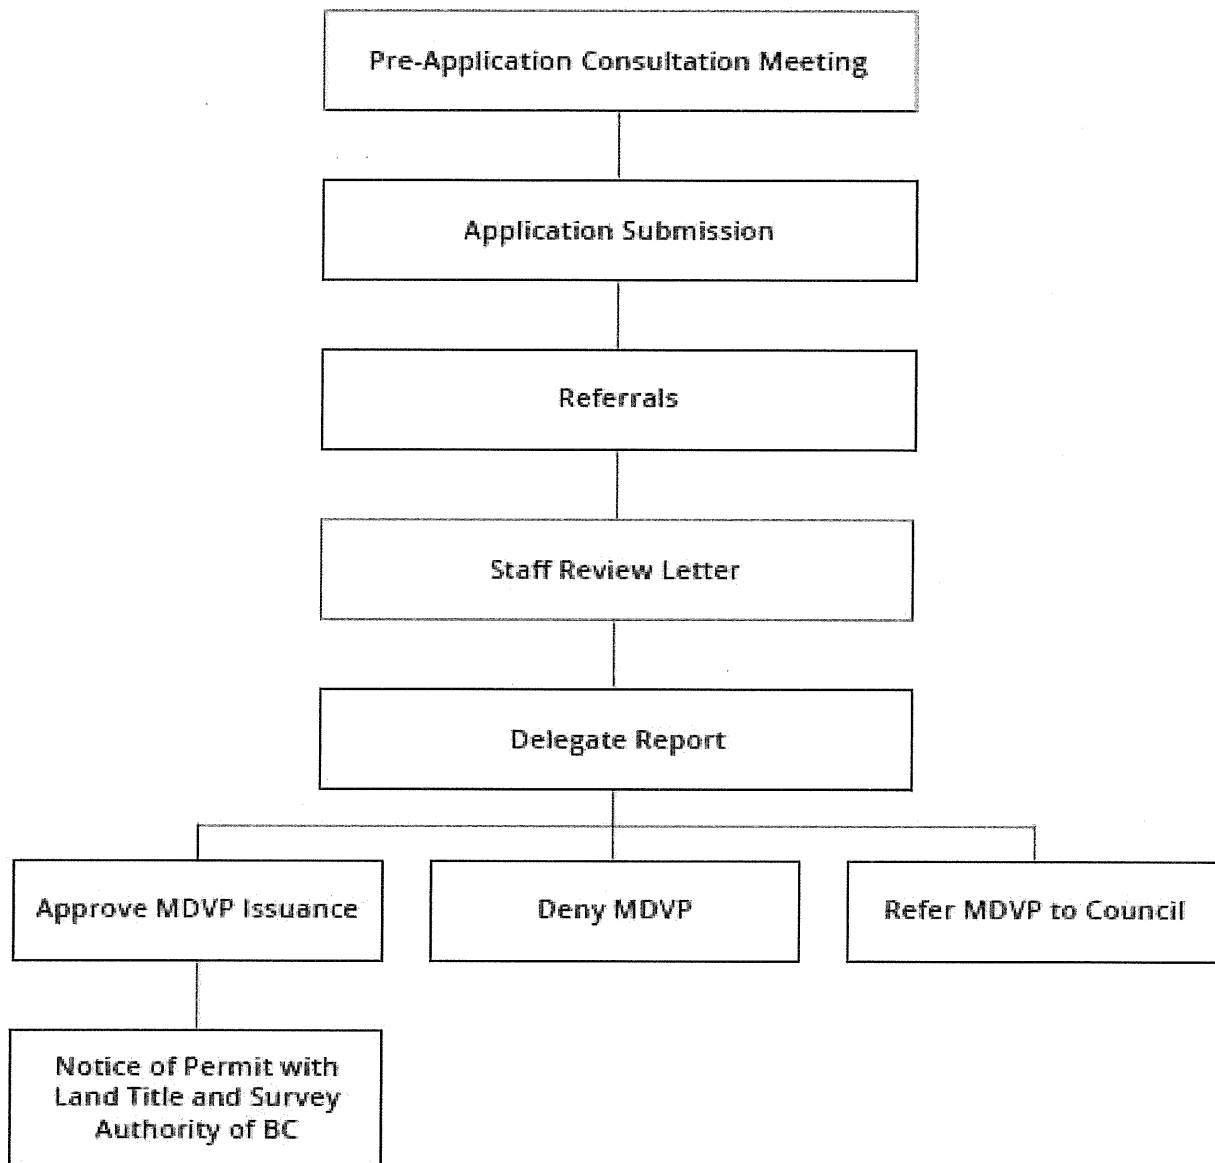 Pre-Application Consultation Meeting
Application Submission
Referrals
Staff Review Letter
Delegate Report
Approve MDVP Issuance
Deny MDVP
Refer MDVP to Council
Notice of Permit with
Land Title and Survey
Authority of BC